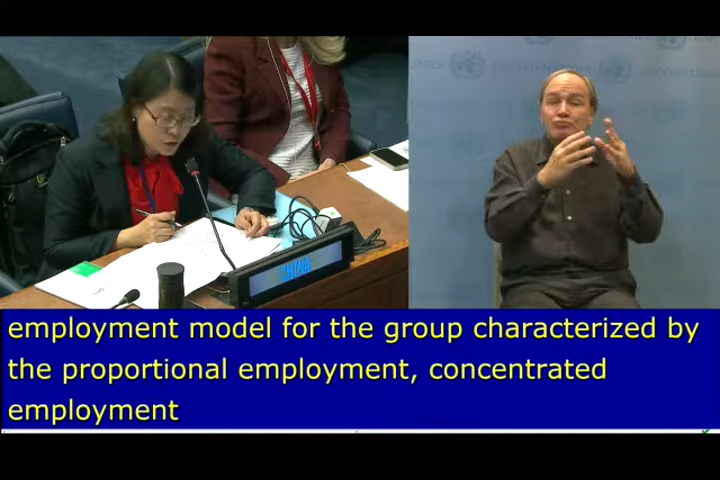 CHINA
employment model for the group characterized by
the proportional employment, concentrated
employment